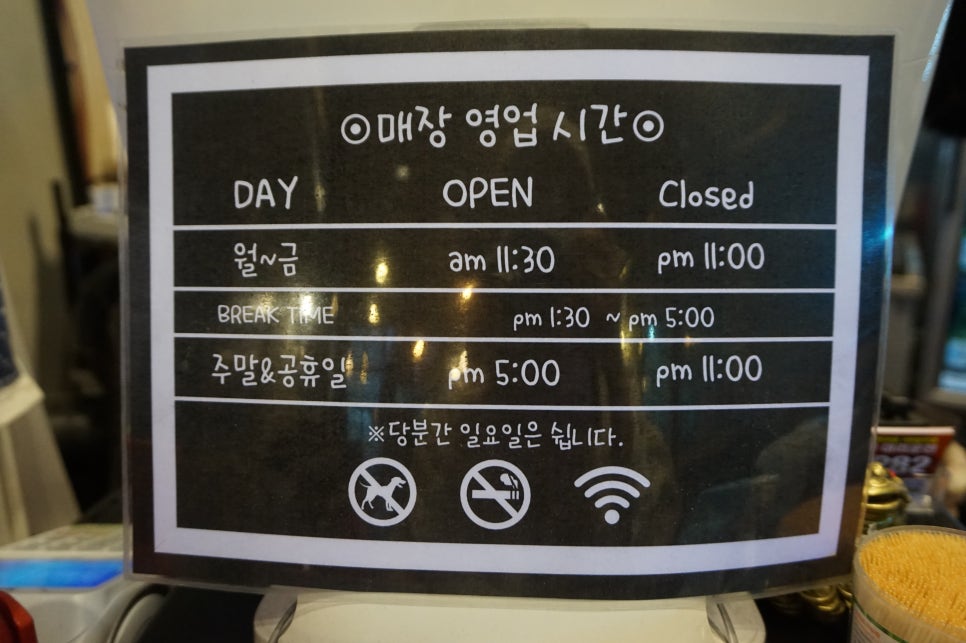 ⊙매장 영업 시간⊙
DAY OPEN Closed
월~금 am 11:30 pm 11:00
BREAK TIME pm 1:30 ~ pm 5:00
주말&공휴일 pm 5:00 pm 11:00
※당분간 일요일은 쉽니다.